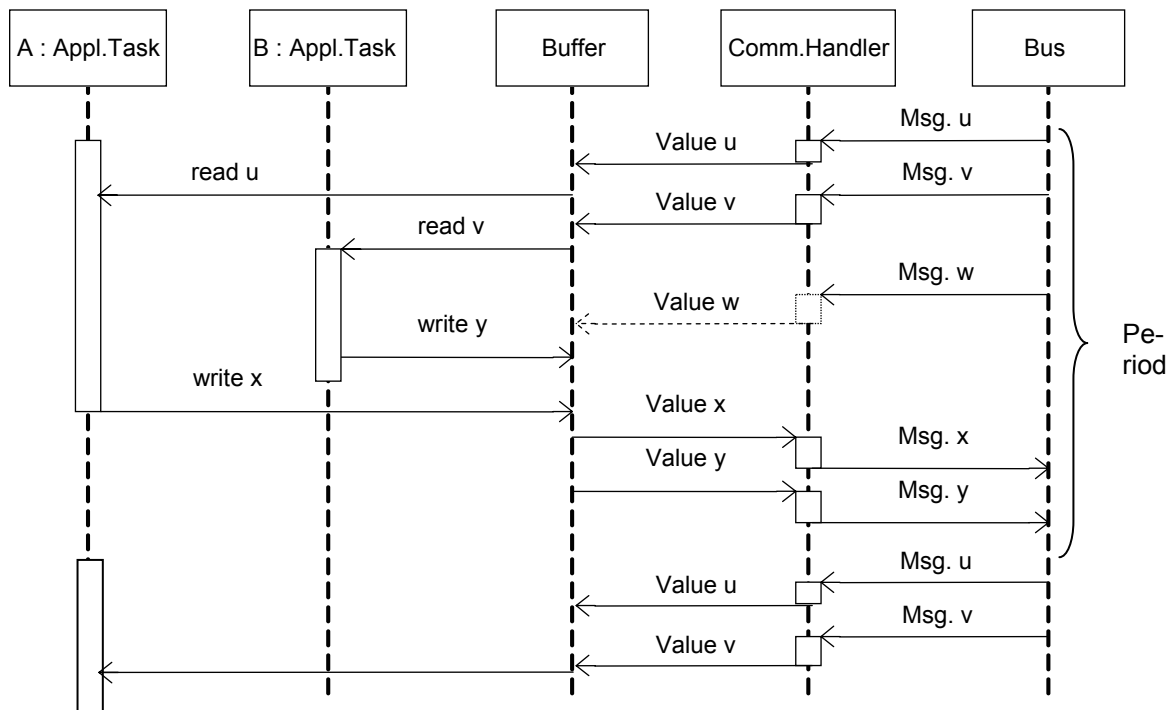 A : Appl.Task
B : Appl.Task
Buffer
Comm.Handler
Bus
Msg. u
Value u
read u
Msg. v
Value v
read v
Msg. w
Value w
write y
Pe-
riod
write x
Value x
Msg. x
Value y
Msg. y
Msg. u
Value u
Msg. v
Value v